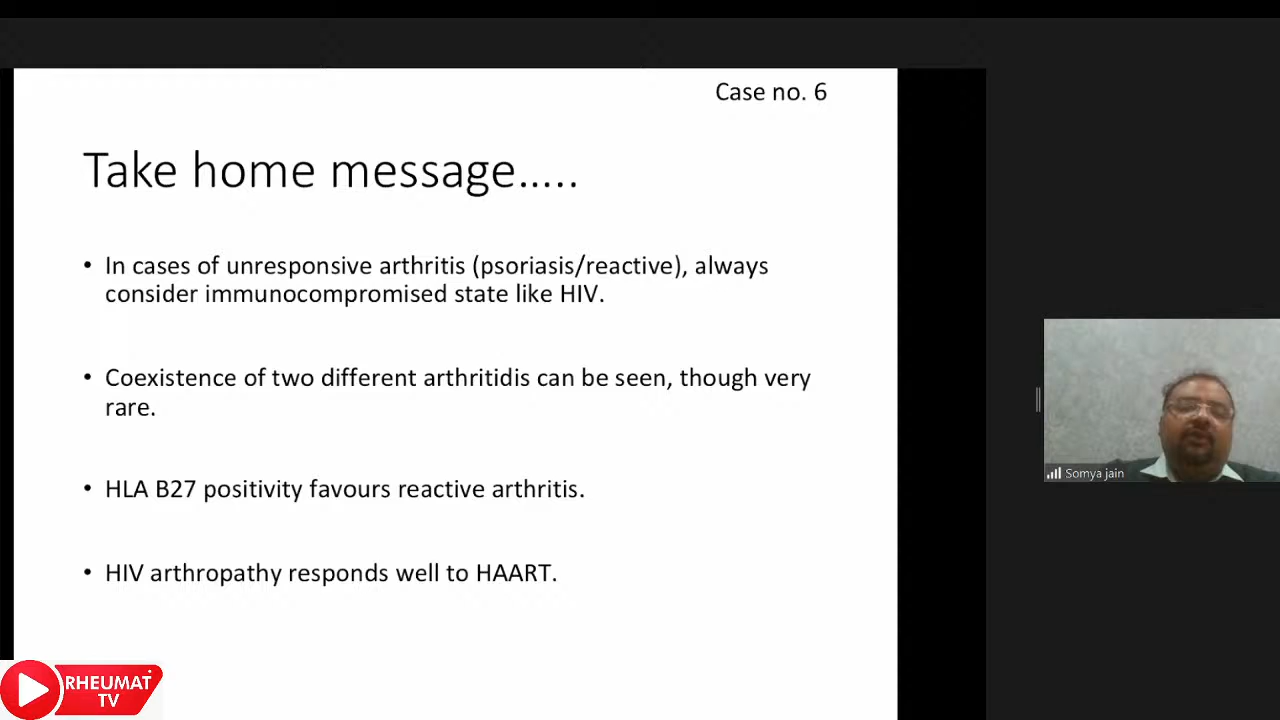 Case no. 6
Take home message.....
• In cases of unresponsive arthritis (psoriasis/reactive), always
consider immunocompromised state like HIV.
• Coexistence of two different arthritidis can be seen, though very
rare.
• HLA B27 positivity favours reactive arthritis.
• HIV arthropathy responds well to HAART.
Somya jain
RHEUMAT
TV